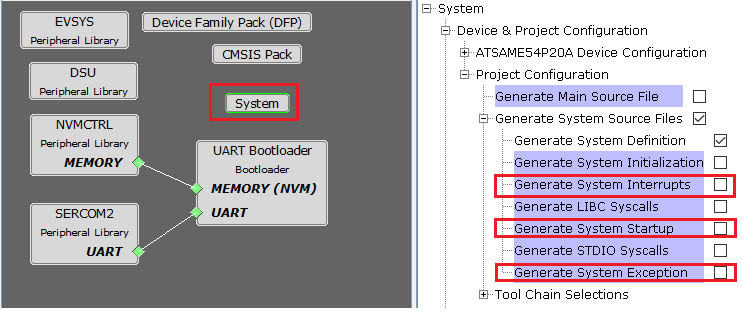 EVSYS
Peripheral Library
Device Family Pack (DFP)
CMSIS Pack
DSU
Peripheral Library
System
NVMCTRL
Peripheral Library
MEMORY
UART Bootloader
Bootloader
MEMORY (NVM)
UART
SERCOM2
Peripheral Library
UART
System
Device & Project Configuration
ATSAME54P20A Device Configuration
Project Configuration
Generate Main Source File
Generate System Source Files
Generate System Definition
Generate System Initialization
Generate System Interrupts
Generate LIBC Syscalls
Generate System Startup
Generate STDIO Syscalls
Generate System Exception
Tool Chain Selections